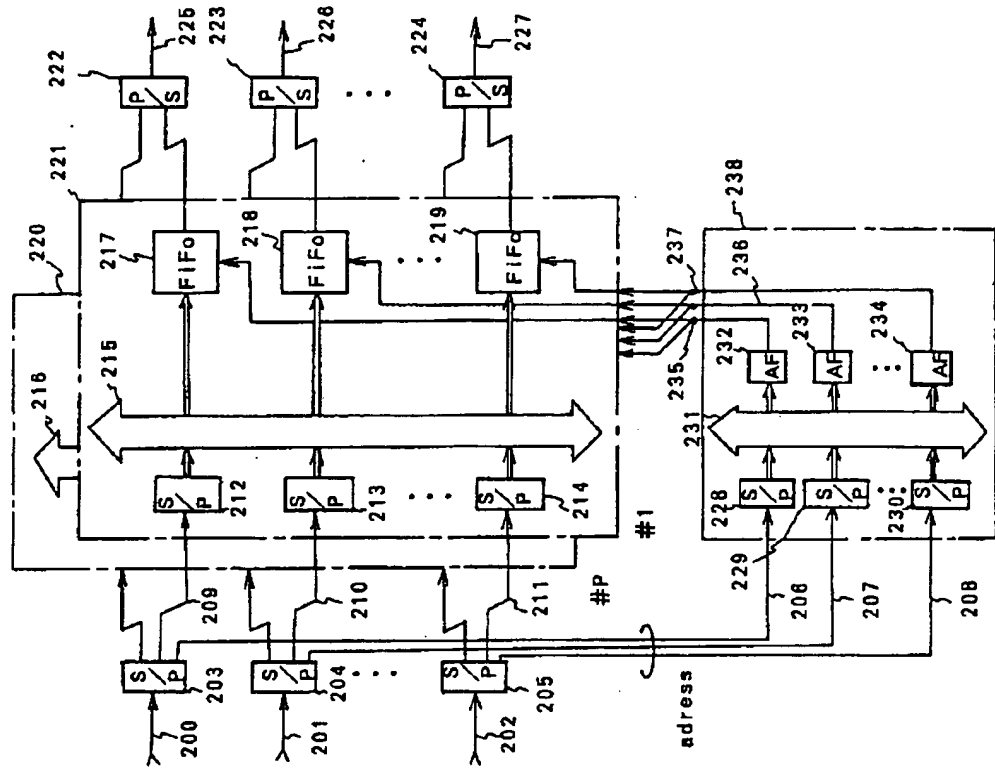 200
201
202
S/P
203
S/P
204
. . .
S/P
205
adress
209
210
211
206
207
208
#P
#1
216
220
221
S/P
212
S/P
213
. . .
S/P
214
215
217
FiFo
218
FiFo
. . .
219
FiFo
222
P/S
225
223
P/S
226
. . .
224
P/S
227
228
S/P
229
S/P
. . .
230
S/P
231
232
AF
233
AF
. . .
234
AF
235
236
237
238